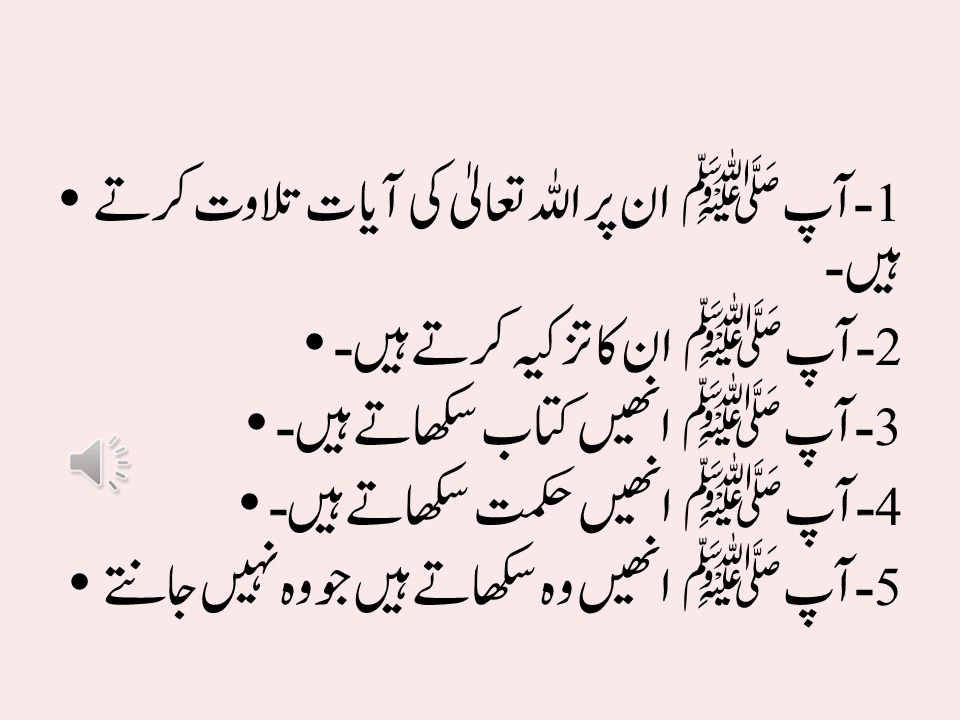 1-آپ ﷺ ان پر اللہ تعالیٰ کی آیات تلاوت کرتے •
ہیں-
2-آپ ﷺ ان کا تزکیہ کرتے ہیں- •
3-آپ ﷺ انھیں کتاب سکھاتے ہیں- •
4-آپ ﷺ انھیں حکمت سکھاتے ہیں- •
5-آپ ﷺ انھیں وہ سکھاتے ہیں جو وہ نہیں جانتے •